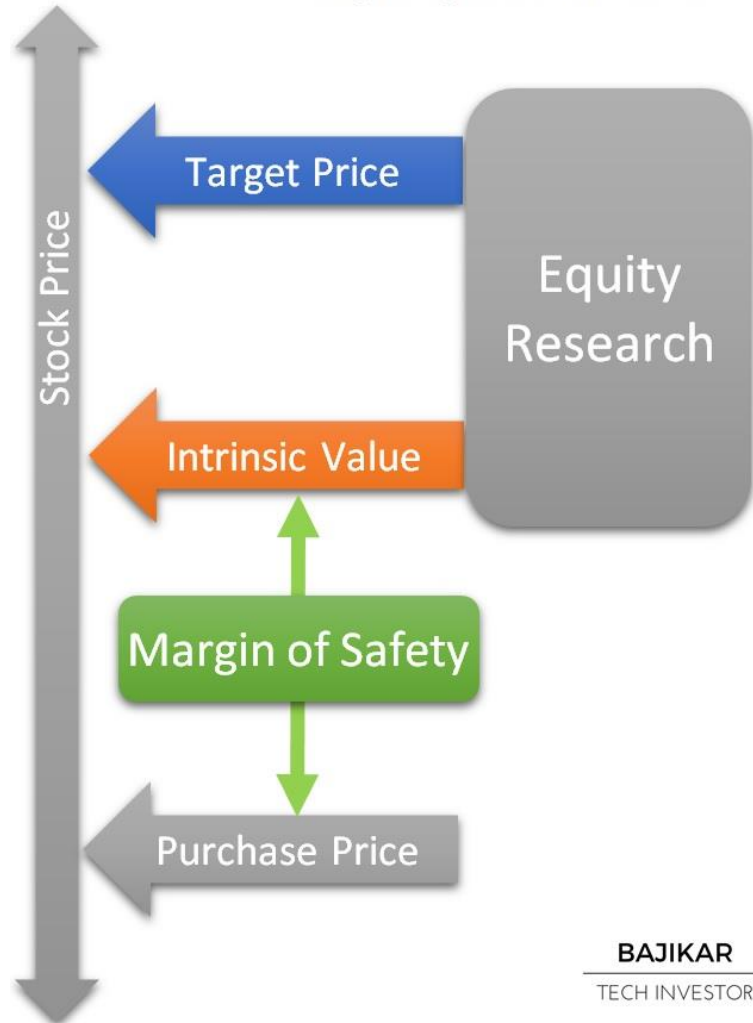 Target Price
Equity
Research
Stock Price
Intrinsic Value
Margin of Safety
Purchase Price
BAJIKAR
TECH INVESTOR